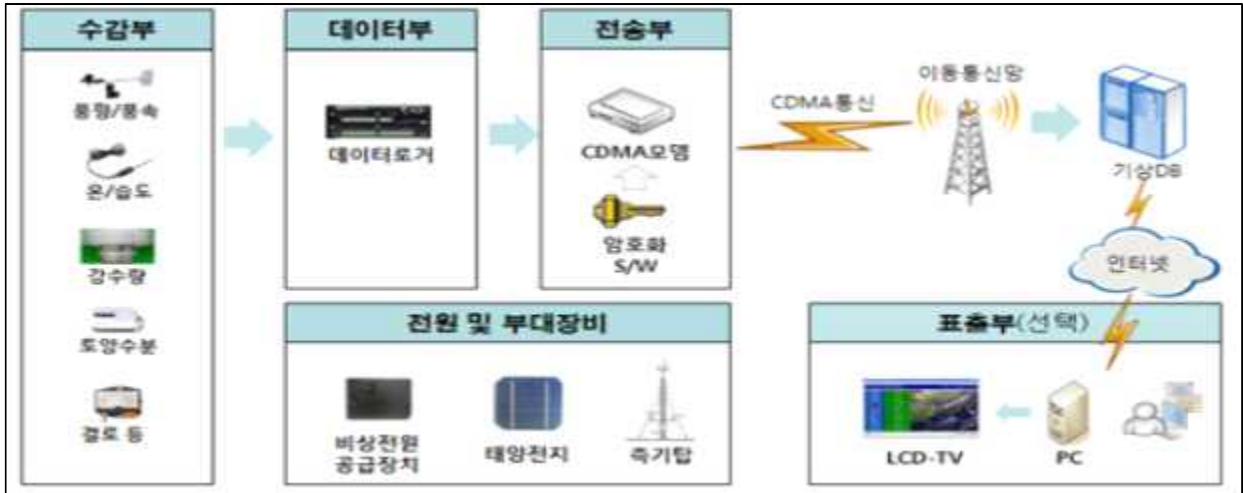 수감부
풍향/풍속
온/습도
강수량
토양수분
결로 등
데이터부
데이터로거
전송부
CDMA모뎀
암호화
S/W
CDMA통신
이동통신망
기상DB
인터넷
전원 및 부대장비
비상전원
공급장치
태양전지
측기탑
표출부(선택)
LCD-TV
PC